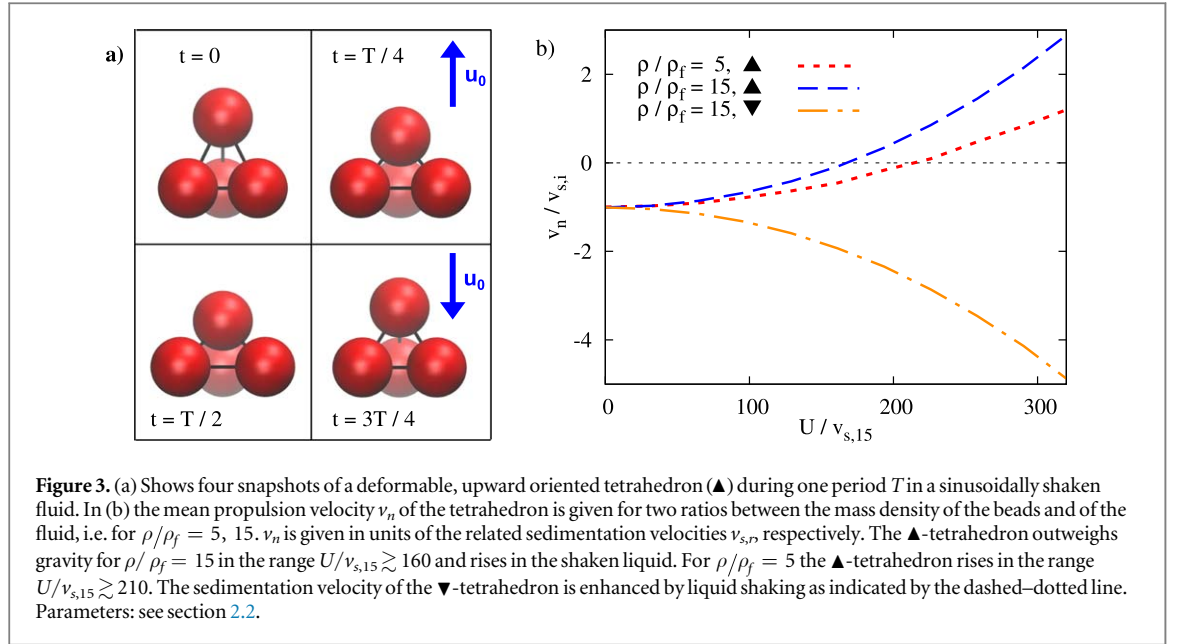 a)
t = 0
t = T / 4
u0
t = T / 2
t = 3T / 4
u0
b)
ρ / ρf = 5, ▲
ρ / ρf = 15, ▲
ρ / ρf = 15, ▼
vn / vs,i
2
0
-2
-4
0 100 200 300
U / vs,15
Figure 3. (a) Shows four snapshots of a deformable, upward oriented tetrahedron (▲) during one period T in a sinusoidally shaken
fluid. In (b) the mean propulsion velocity vn of the tetrahedron is given for two ratios between the mass density of the beads and of the
fluid, i.e. for ρ/ρf = 5, 15. vn is given in units of the related sedimentation velocities vs,r, respectively. The ▲-tetrahedron outweighs
gravity for ρ/ ρf = 15 in the range U/vs,15 ≳ 160 and rises in the shaken liquid. For ρ/ρf = 5 the ▲-tetrahedron rises in the range
U/vs,15 ≳ 210. The sedimentation velocity of the ▼-tetrahedron is enhanced by liquid shaking as indicated by the dashed–dotted line.
Parameters: see section 2.2.